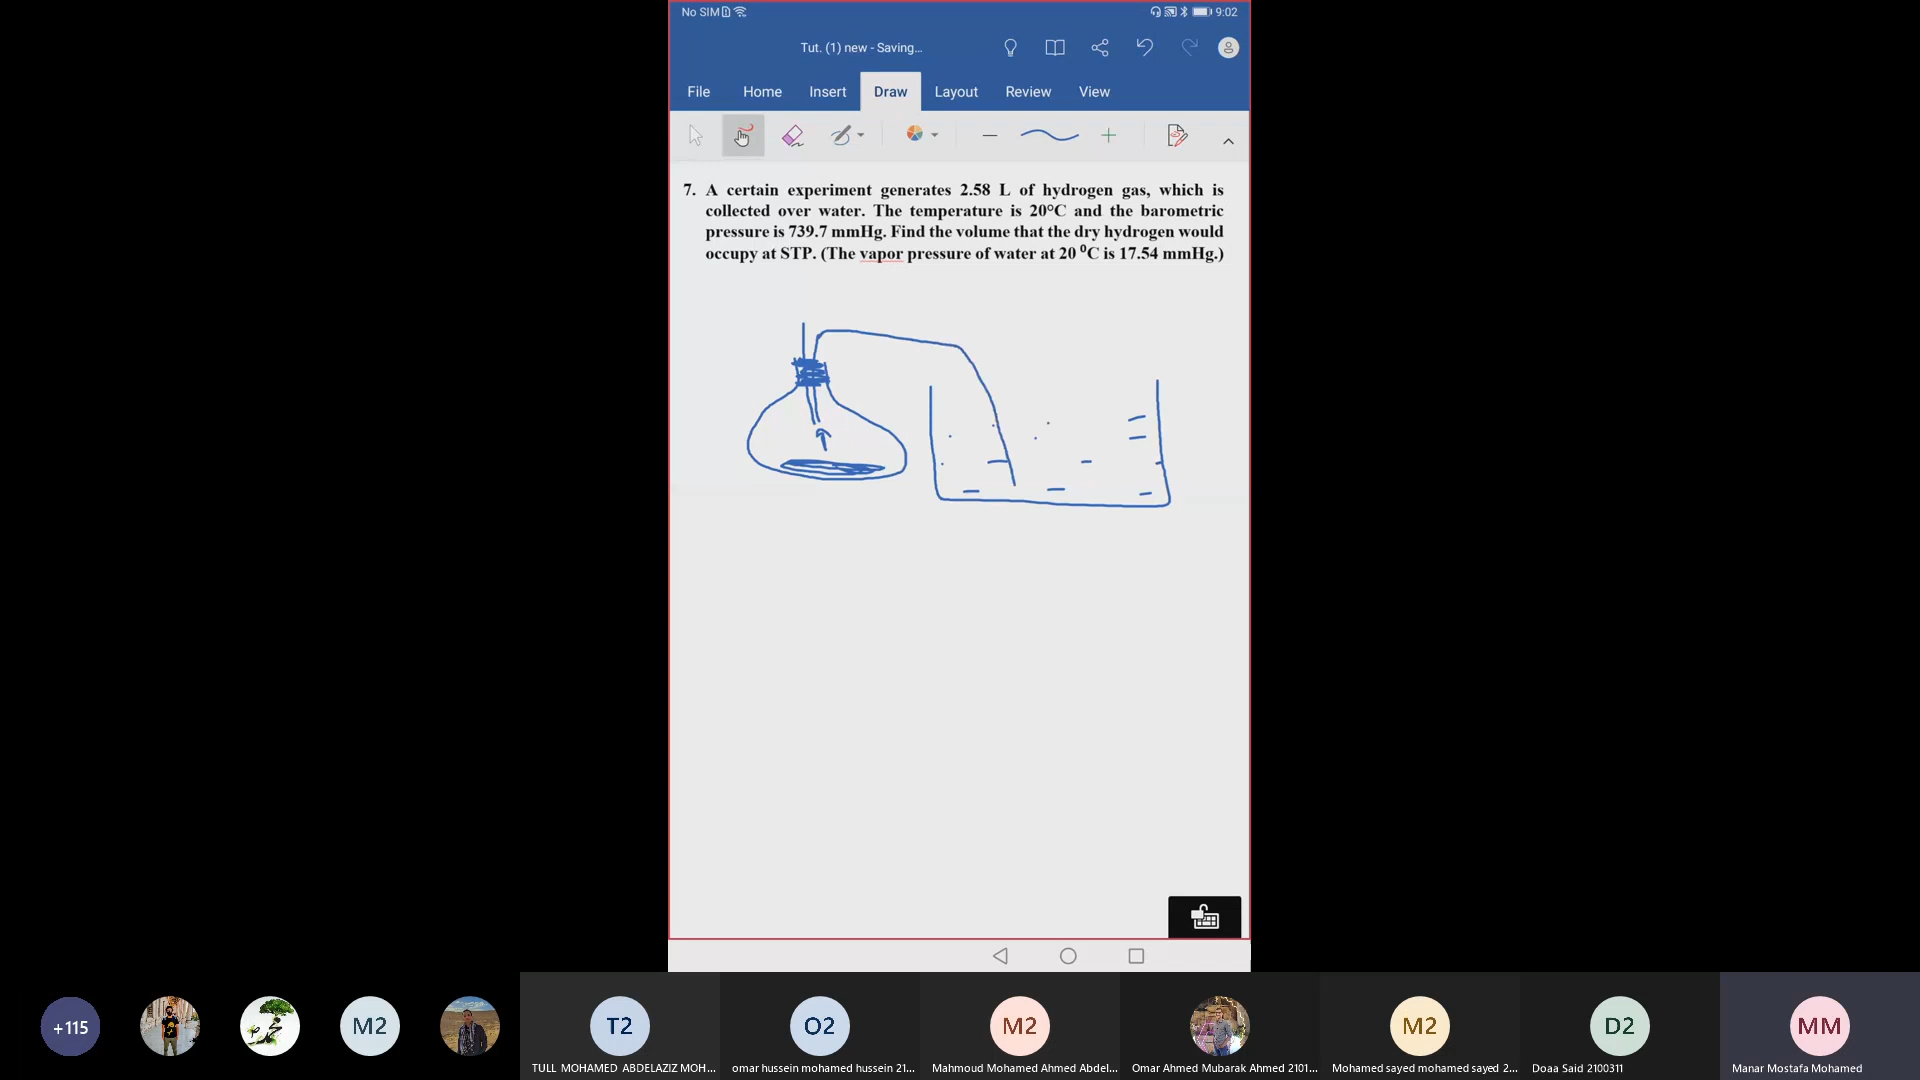 No SIM 9:02
Tut. (1) new - Saving...
File Home Insert Draw Layout Review View
7. A certain experiment generates 2.58 L of hydrogen gas, which is
collected over water. The temperature is 20°C and the barometric
pressure is 739.7 mmHg. Find the volume that the dry hydrogen would
occupy at STP. (The vapor pressure of water at 20 ⁰C is 17.54 mmHg.)
+115 M2 T2 O2 M2 M2 D2 MM
TULL MOHAMED ABDELAZIZ MOH... omar hussein mohamed hussein 21... Mahmoud Mohamed Ahmed Abdel... Omar Ahmed Mubarak Ahmed 2101... Mohamed sayed mohamed sayed 2... Doaa Said 2100311 Manar Mostafa Mohamed